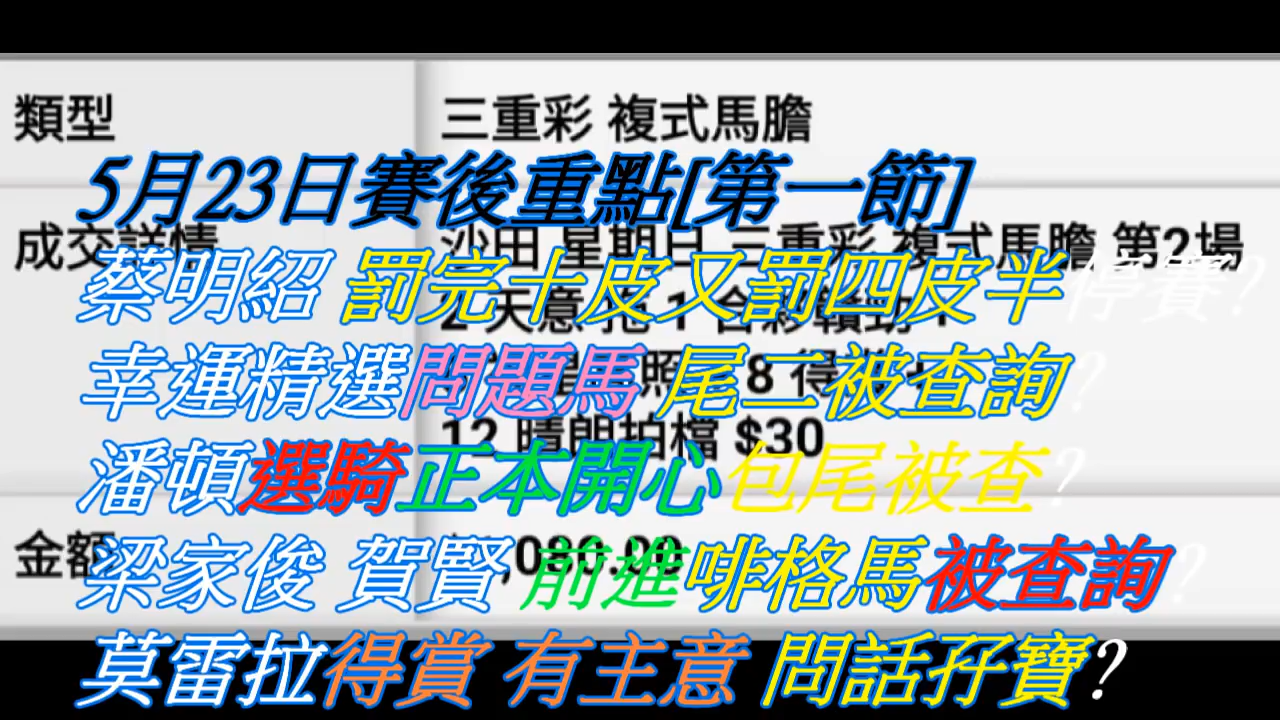 類型
三重彩 複式馬膽
5月23日賽後重點[第一節]
成交詳情
沙田 星期日 三重彩 複式馬膽 第2場
蔡明紹 罰完十皮又罰四皮半停賽?
幸運精選問題馬 尾二被查詢?
8
12 晴朗拍檔 $30
潘頓選騎正本開心包尾被查?
金額
,080.00
梁家俊 賀賢 前進啡格馬被查詢?
莫雷拉得賞 有主意 問話孖寶?